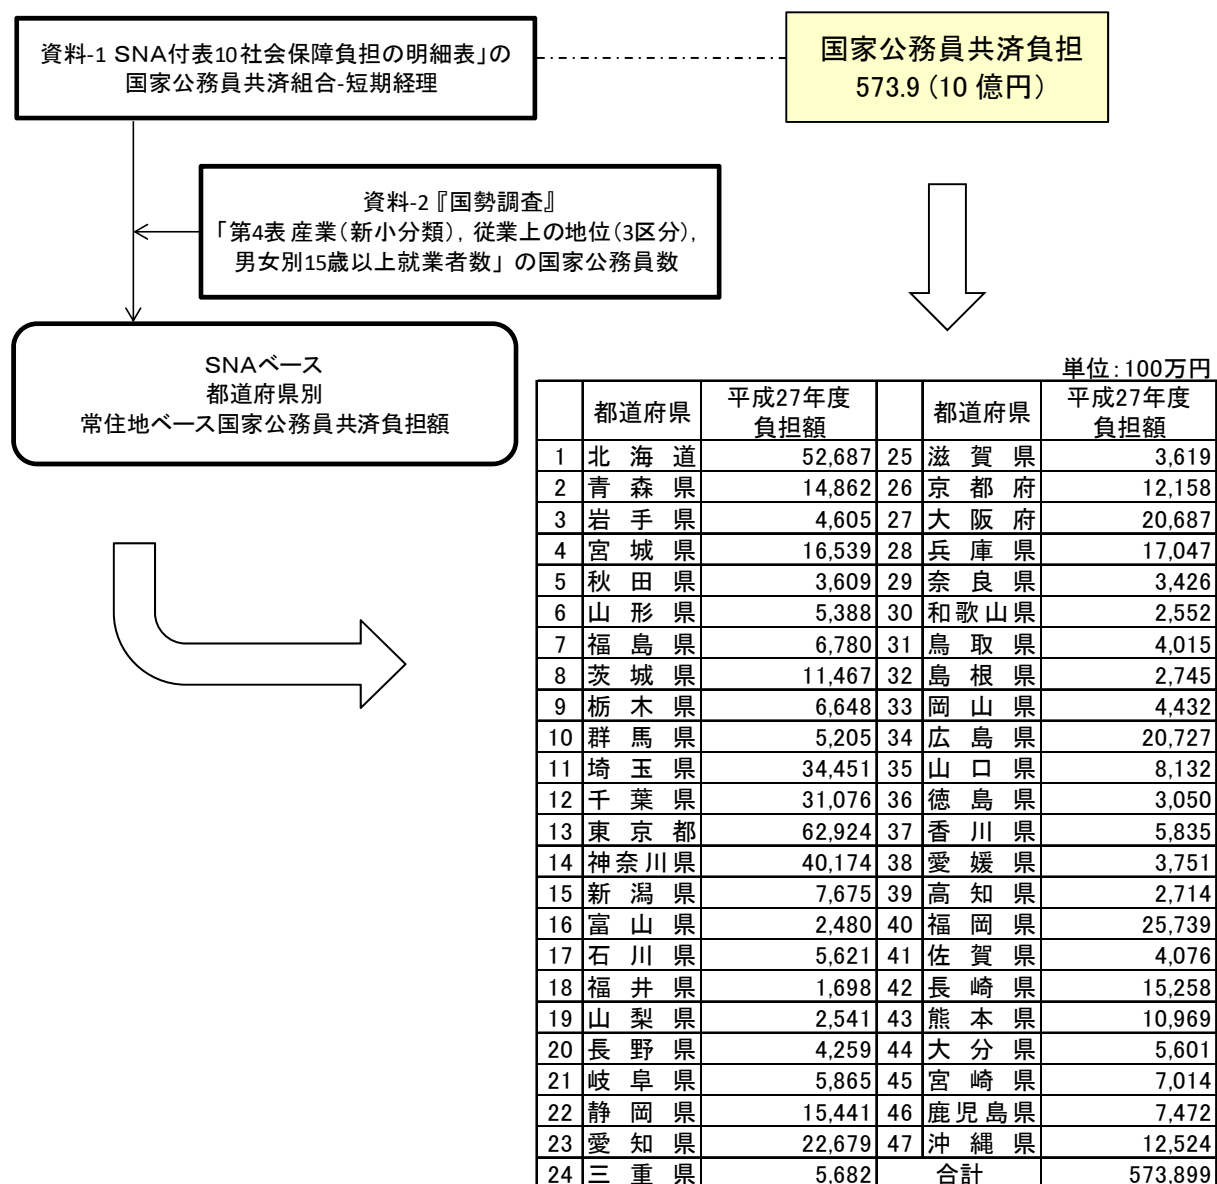 資料-1 SNA付表10社会保障負担の明細表」の
国家公務員共済組合-短期経理
国家公務員共済負担
573.9（10 億円）
資料-2『国勢調査』
「第4表 産業（新小分類）, 従業上の地位（3区分）,
男女別15歳以上就業者数」の国家公務員数
SNAベース
都道府県別
常住地ベース国家公務員共済負担額
単位：100万円
都道府県 平成27年度 負担額 都道府県 平成27年度 負担額
1 北海道 52,687 25 滋賀県 3,619
2 青森県 14,862 26 京都府 12,158
3 岩手県 4,605 27 大阪府 20,687
4 宮城県 16,539 28 兵庫県 17,047
5 秋田県 3,609 29 奈良県 3,426
6 山形県 5,388 30 和歌山県 2,552
7 福島県 6,780 31 鳥取県 4,015
8 茨城県 11,467 32 島根県 2,745
9 栃木県 6,648 33 岡山県 4,432
10 群馬県 5,205 34 広島県 20,727
11 埼玉県 34,451 35 山口県 8,132
12 千葉県 31,076 36 徳島県 3,050
13 東京都 62,924 37 香川県 5,835
14 神奈川県 40,174 38 愛媛県 3,751
15 新潟県 7,675 39 高知県 2,714
16 富山県 2,480 40 福岡県 25,739
17 石川県 5,621 41 佐賀県 4,076
18 福井県 1,698 42 長崎県 15,258
19 山梨県 2,541 43 熊本県 10,969
20 長野県 4,259 44 大分県 5,601
21 岐阜県 5,865 45 宮崎県 7,014
22 静岡県 15,441 46 鹿児島県 7,472
23 愛知県 22,679 47 沖縄県 12,524
24 三重県 5,682 合計 573,899